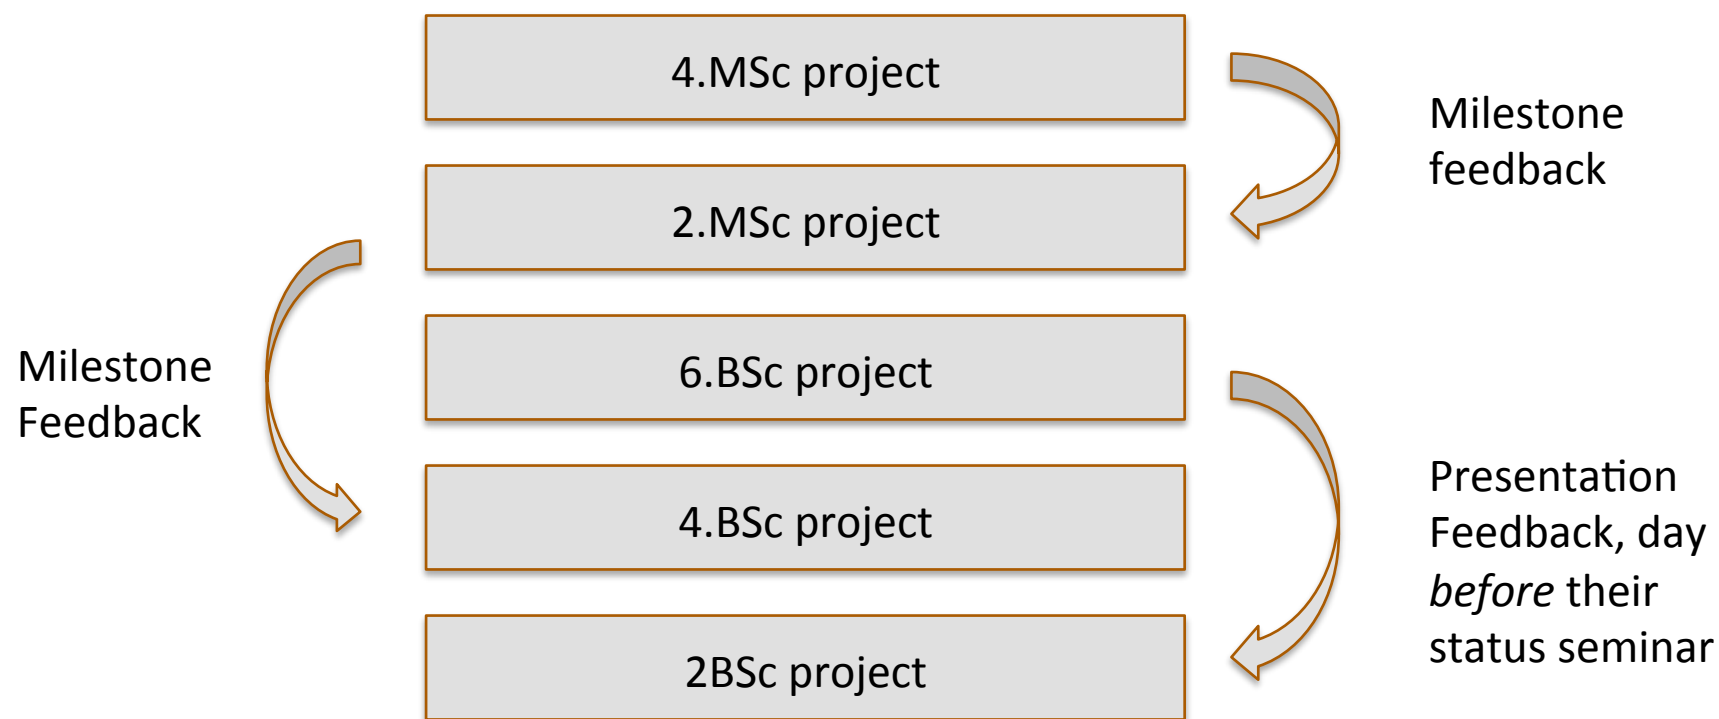 4.MSc project
Milestone
feedback
2.MSc project
Milestone
Feedback
6.BSc project
4.BSc project
Presentation
Feedback, day
before their
status seminar
2BSc project